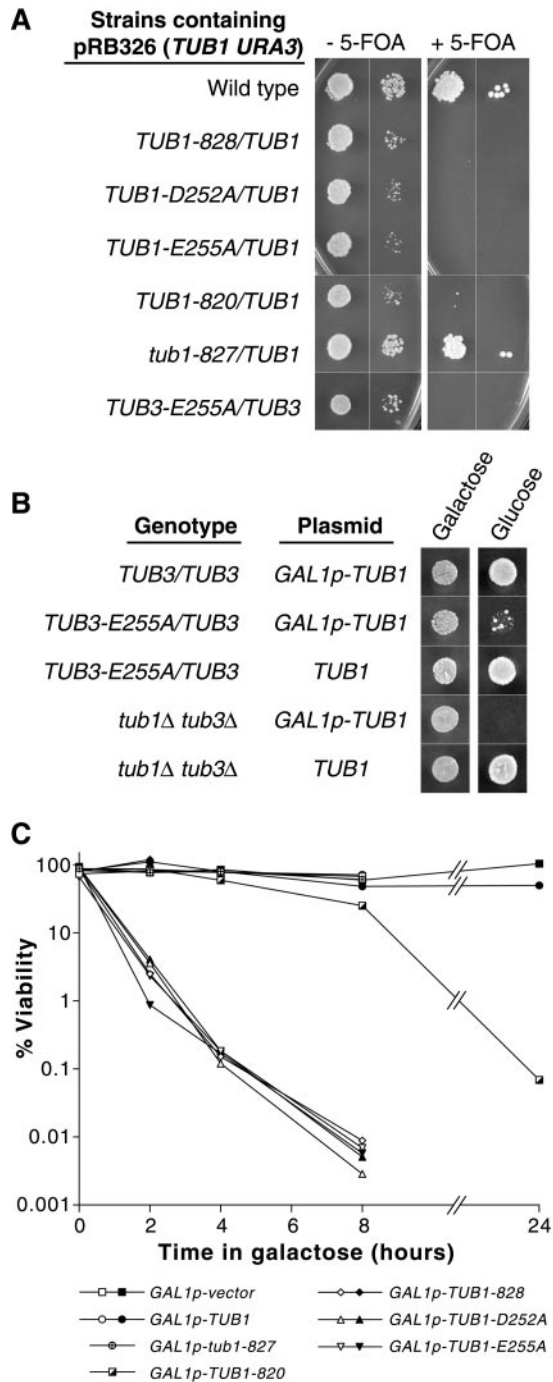 A
Strains containing
pRB326 (TUB1 URA3)
- 5-FOA + 5-FOA
Wild type
TUB1-828/TUB1
TUB1-D252A/TUB1
TUB1-E255A/TUB1
TUB1-820/TUB1
tub1-827/TUB1
TUB3-E255A/TUB3
B
Genotype Plasmid Galactose Glucose
TUB3/TUB3 GAL1p-TUB1
TUB3-E255A/TUB3 GAL1p-TUB1
TUB3-E255A/TUB3 TUB1
tub1Δ tub3Δ GAL1p-TUB1
tub1Δ tub3Δ TUB1
C
% Viability
100
10
1
0.1
0.01
0.001
0 2 4 6 8 24
Time in galactose (hours)
GAL1p-vector GAL1p-TUB1-828
GAL1p-TUB1 GAL1p-TUB1-D252A
GAL1p-tub1-827 GAL1p-TUB1-E255A
GAL1p-TUB1-820